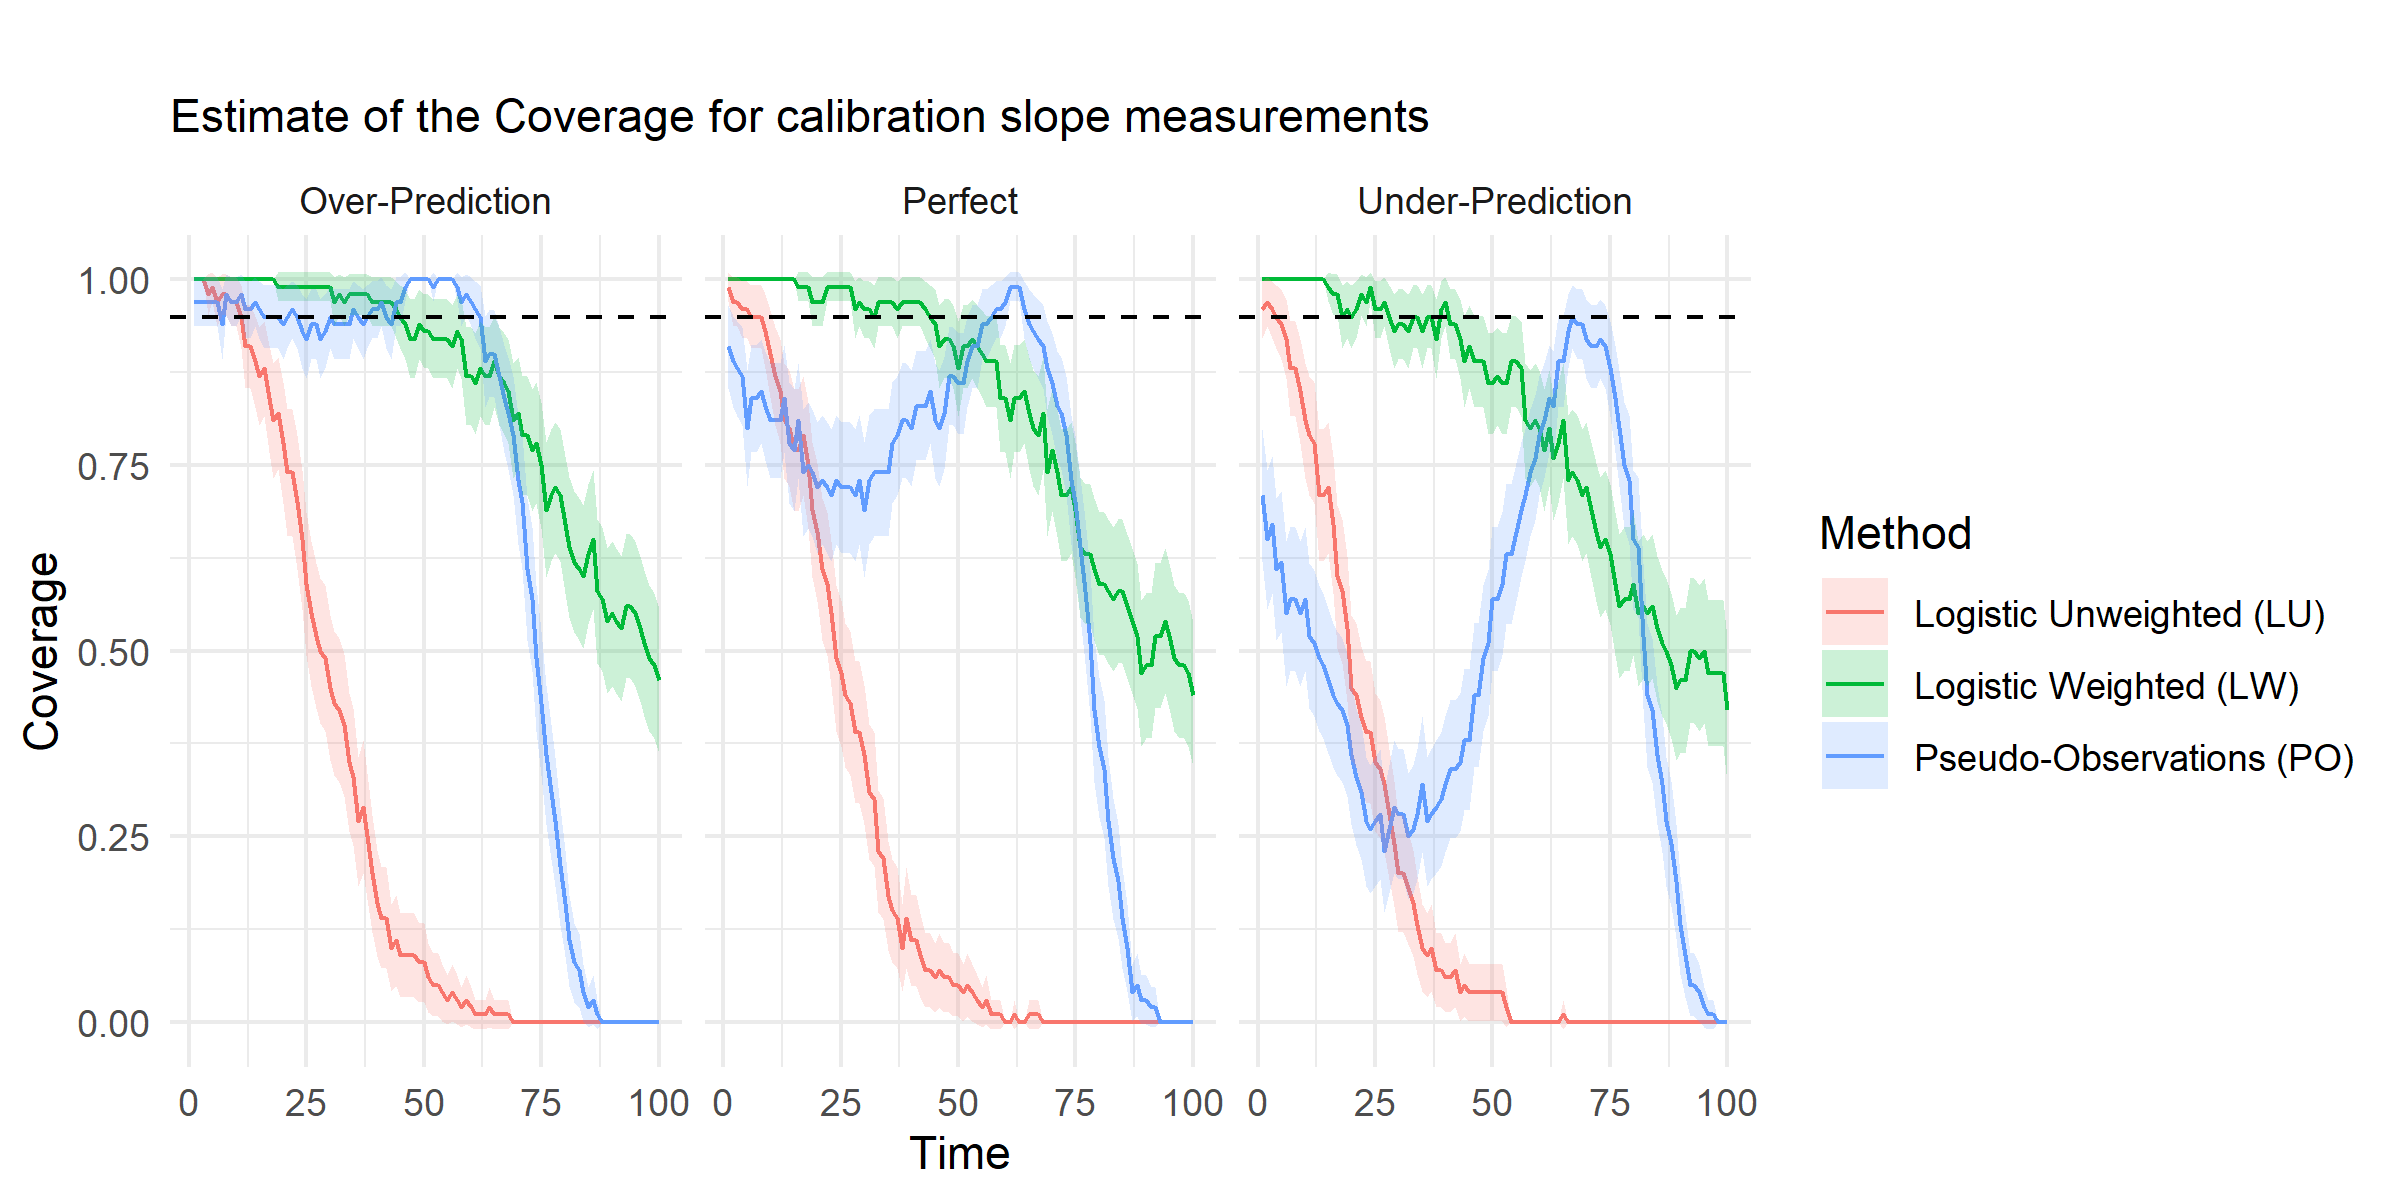 Estimate of the Coverage for calibration slope measurements
Over-Prediction
Perfect
Under-Prediction
1.00
0.75
0.50
0.25
0.00
Coverage
0 25 50 75 100
0 25 50 75 100
0 25 50 75 100
Time
Method
Logistic Unweighted (LU)
Logistic Weighted (LW)
Pseudo-Observations (PO)